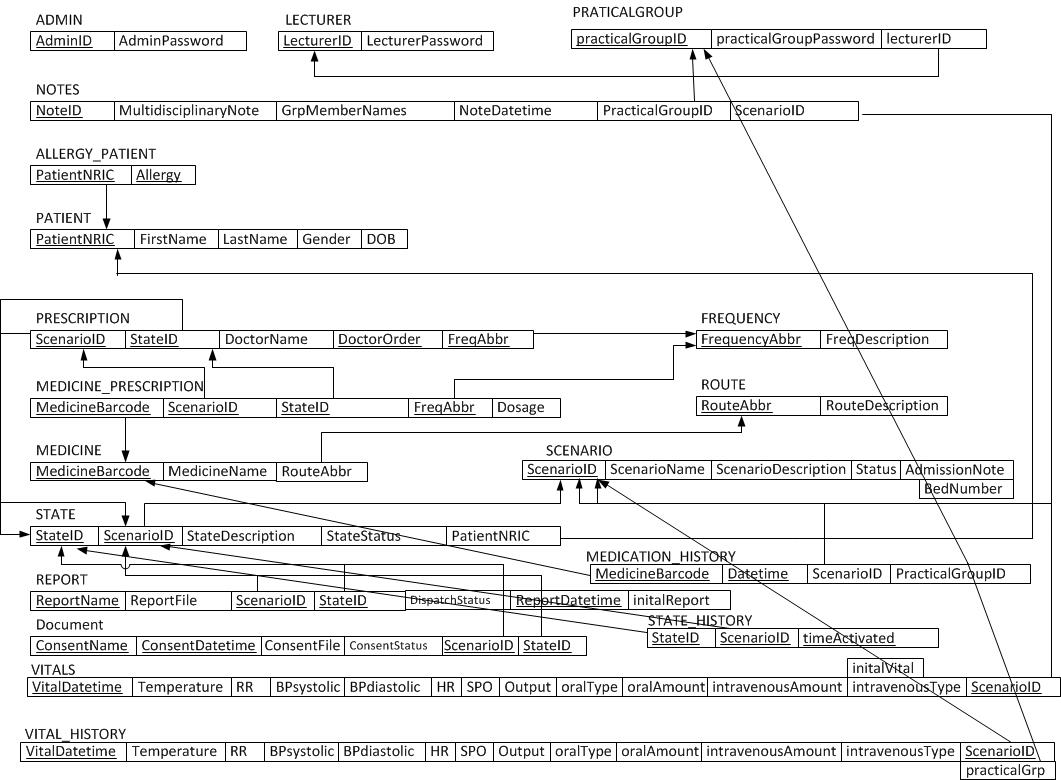 ADMIN
AdminID AdminPassword
LECTURER
LecturerID LecturerPassword
PRATICALGROUP
practicalGroupID practicalGroupPassword lecturerID
NOTES
NoteID MultidisciplinaryNote GrpMemberNames NoteDatetime PracticalGroupID ScenarioID
ALLERGY_PATIENT
PatientNRIC Allergy
PATIENT
PatientNRIC FirstName LastName Gender DOB
PRESCRIPTION
ScenarioID StateID DoctorName DoctorOrder FreqAbbr
FREQUENCY
FrequencyAbbr FreqDescription
MEDICINE_PRESCRIPTION
MedicineBarcode ScenarioID StateID FreqAbbr Dosage
ROUTE
RouteAbbr RouteDescription
MEDICINE
MedicineBarcode MedicineName RouteAbbr
SCENARIO
ScenarioID ScenarioName ScenarioDescription Status AdmissionNote
BedNumber
STATE
StateID ScenarioID StateDescription StateStatus PatientNRIC
MEDICATION_HISTORY
MedicineBarcode Datetime ScenarioID PracticalGroupID
REPORT
ReportName ReportFile ScenarioID StateID DispatchStatus ReportDatetime initalReport
STATE_HISTORY
StateID ScenarioID timeActivated
Document
ConsentName ConsentDatetime ConsentFile ConsentStatus ScenarioID StateID
VITALS
initalVital
VitalDatetime Temperature RR BPsystolic BPdiastolic HR SPO Output oralType oralAmount intravenousAmount intravenousType ScenarioID
VITAL_HISTORY
VitalDatetime Temperature RR BPsystolic BPdiastolic HR SPO Output oralType oralAmount intravenousAmount intravenousType ScenarioID
practicalGrp